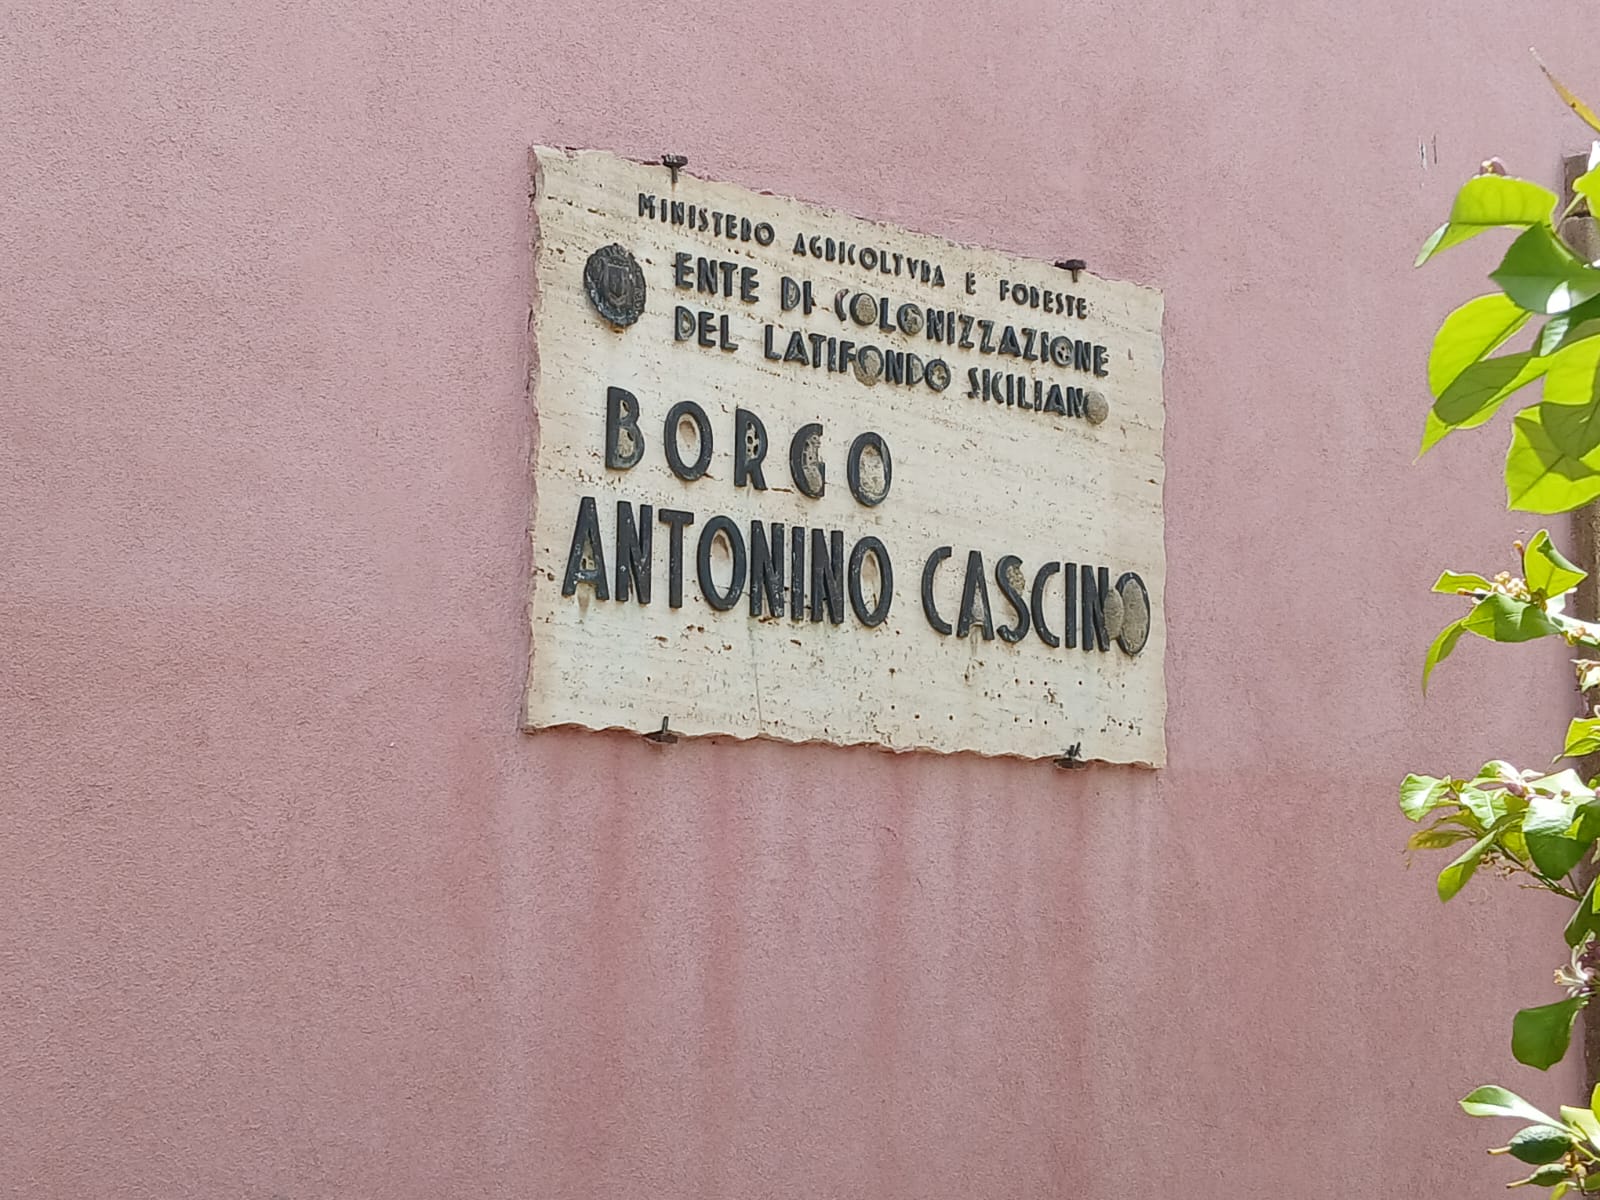 MINISTERO AGRICOLTVRA E FORESTE
ENTE DI COLONIZZAZIONE
DEL LATIFONDO SICILIANO
BORGO
ANTONINO CASCINO